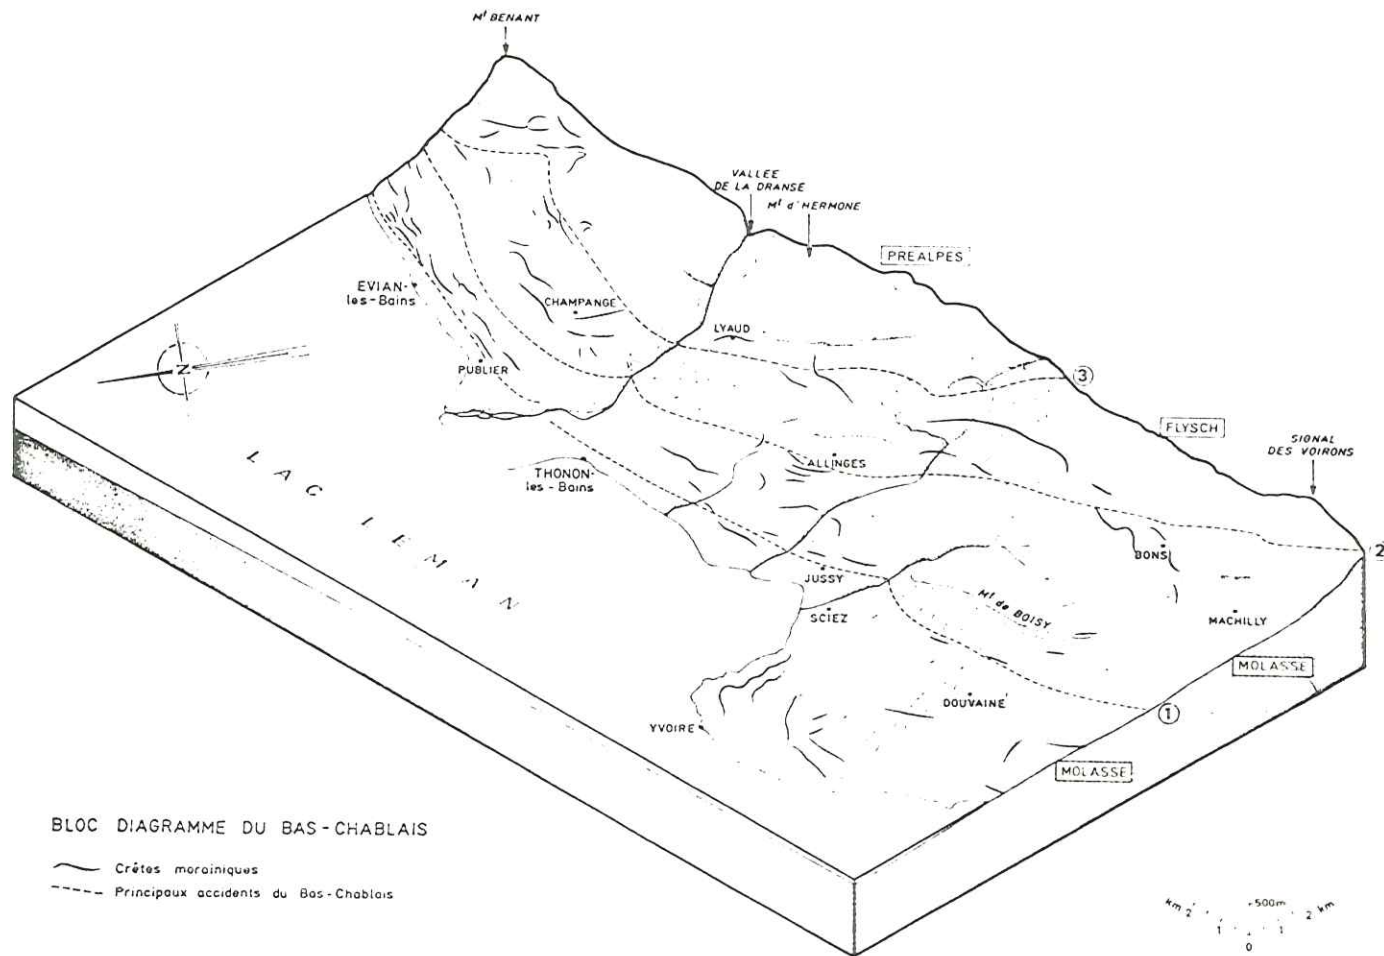 Mt BENANT
VALLEE
DE LA DRANSE
Mt d'HERMONE
PREALPES
EVIAN-
les-Bains
CHAMPANGE
LYAUD
N
PUBLIER
3
FLYSCH
SIGNAL
DES VOIRONS
THONON-
les-Bains
ALLINGES
LAC LEMAN
BONS
2
JUSSY
Mt de BOISY
SCIEZ
MACHILLY
MOLASSE
DOUVAINE
1
YVOIRE
MOLASSE
BLOC DIAGRAMME DU BAS-CHABLAIS
Crêtes morainiques
Principaux accidents du Bas-Chablais
km 2 500m 2 km
1 1
0